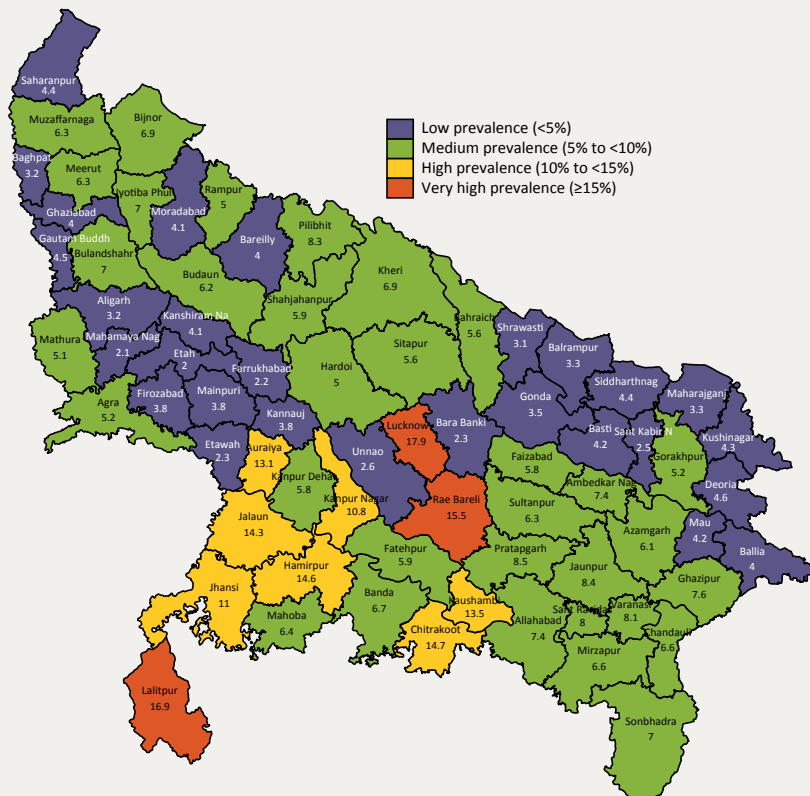 Saharanpur
4.4
Muzaffarnaga
6.3
Bijnor
6.9
Low prevalence (<5%)
Medium prevalence (5% to <10%)
High prevalence (10% to <15%)
Very high prevalence (≥15%)
Baghpat
3.2
Meerut
6.3
Jyotiba Phul
7
Moradabad
4.1
Rampur
5
Ghaziabad
4
Bareilly
4
Pilibhit
8.3
Gautam Buddh
4.5
Bulandshahr
7
Budaun
6.2
Kheri
6.9
Shahjahanpur
5.9
Aligarh
3.2
Kanshiram Na
4.1
Bahraich
5.6
Shrawasti
3.1
Balrampur
3.3
Mathura
5.1
Mahamaya Nag
2.1
Etah
2
Farrukhabad
2.2
Hardoi
5
Sitapur
5.6
Siddharthnag
4.4
Maharajganj
3.3
Agra
5.2
Firozabad
3.8
Mainpuri
3.8
Gonda
3.5
Kannauj
3.8
Lucknow
17.9
Bara Banki
2.3
Basti
4.2
Sant Kabir N
2.5
Kushinagar
4.3
Gorakhpur
5.2
Etawah
2.3
Auraiya
13.1
Unnao
2.6
Faizabad
5.8
Deoria
4.6
Kanpur Dehat
5.8
Ambedkar Nag
7.4
Kanpur Nagar
10.8
Rae Bareli
15.5
Sultanpur
6.3
Jalaun
14.3
Azamgarh
6.1
Mau
4.2
Ballia
4
Fatehpur
5.9
Pratapgarh
8.5
Jaunpur
8.4
Hamirpur
14.6
Ghazipur
7.6
Jhansi
11
Banda
6.7
Kaushambi
13.5
Mahoba
6.4
Allahabad
7.4
Sant Ravidas
8
Varanasi
8.1
Chandauli
6.6
Chitrakoot
14.7
Mirzapur
6.6
Lalitpur
16.9
Sonbhadra
7